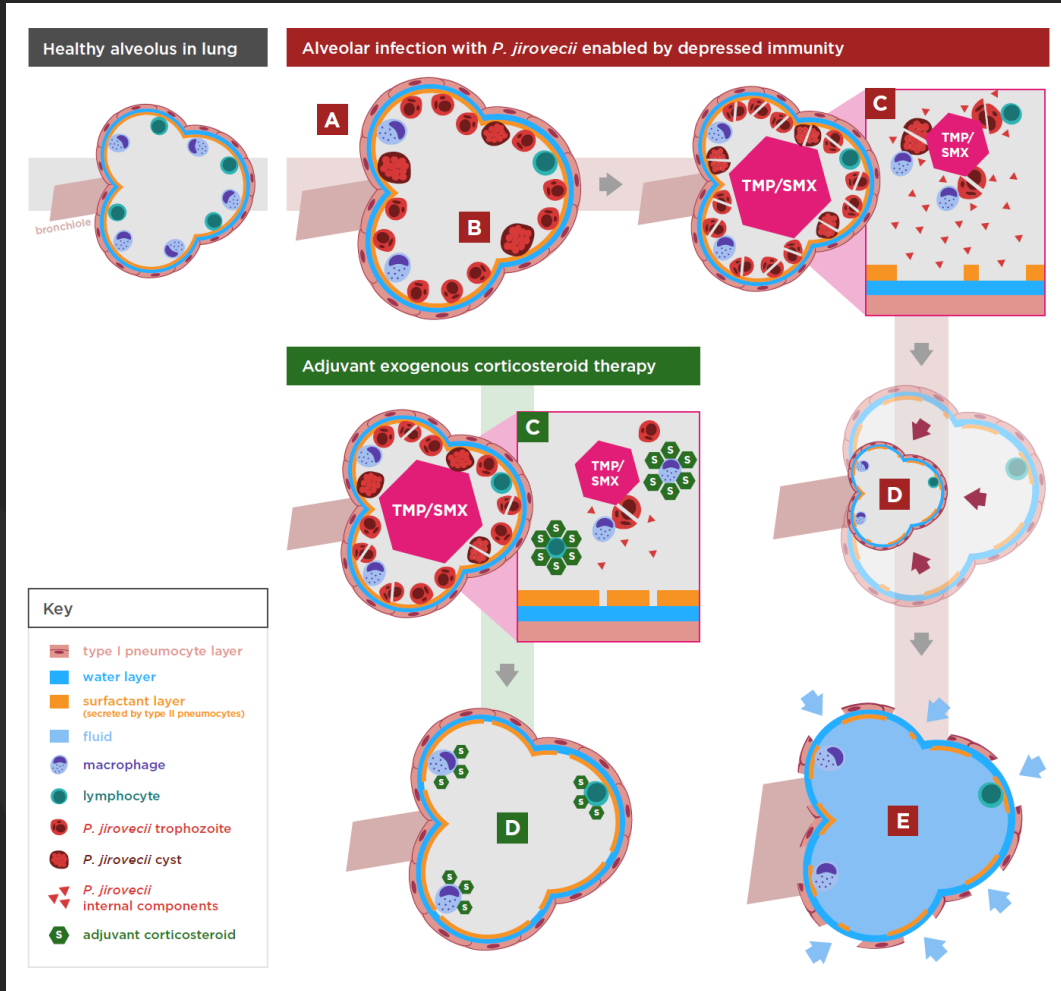 Healthy alveolus in lung
Alveolar infection with P. jirovecii enabled by depressed immunity
bronchiole
A
B
TMP/SMX
C
TMP/
SMX
Adjuvant exogenous corticosteroid therapy
TMP/SMX
C
TMP/
SMX
S
S
S
S
S
S
S
S
S
S
S
S
D
D
S
S
S
S
S
S
S
S
S
D
E
Key
type I pneumocyte layer
water layer
surfactant layer
(secreted by type II pneumocytes)
fluid
macrophage
lymphocyte
P. jirovecii trophozoite
P. jirovecii cyst
P. jirovecii
internal components
S
adjuvant corticosteroid